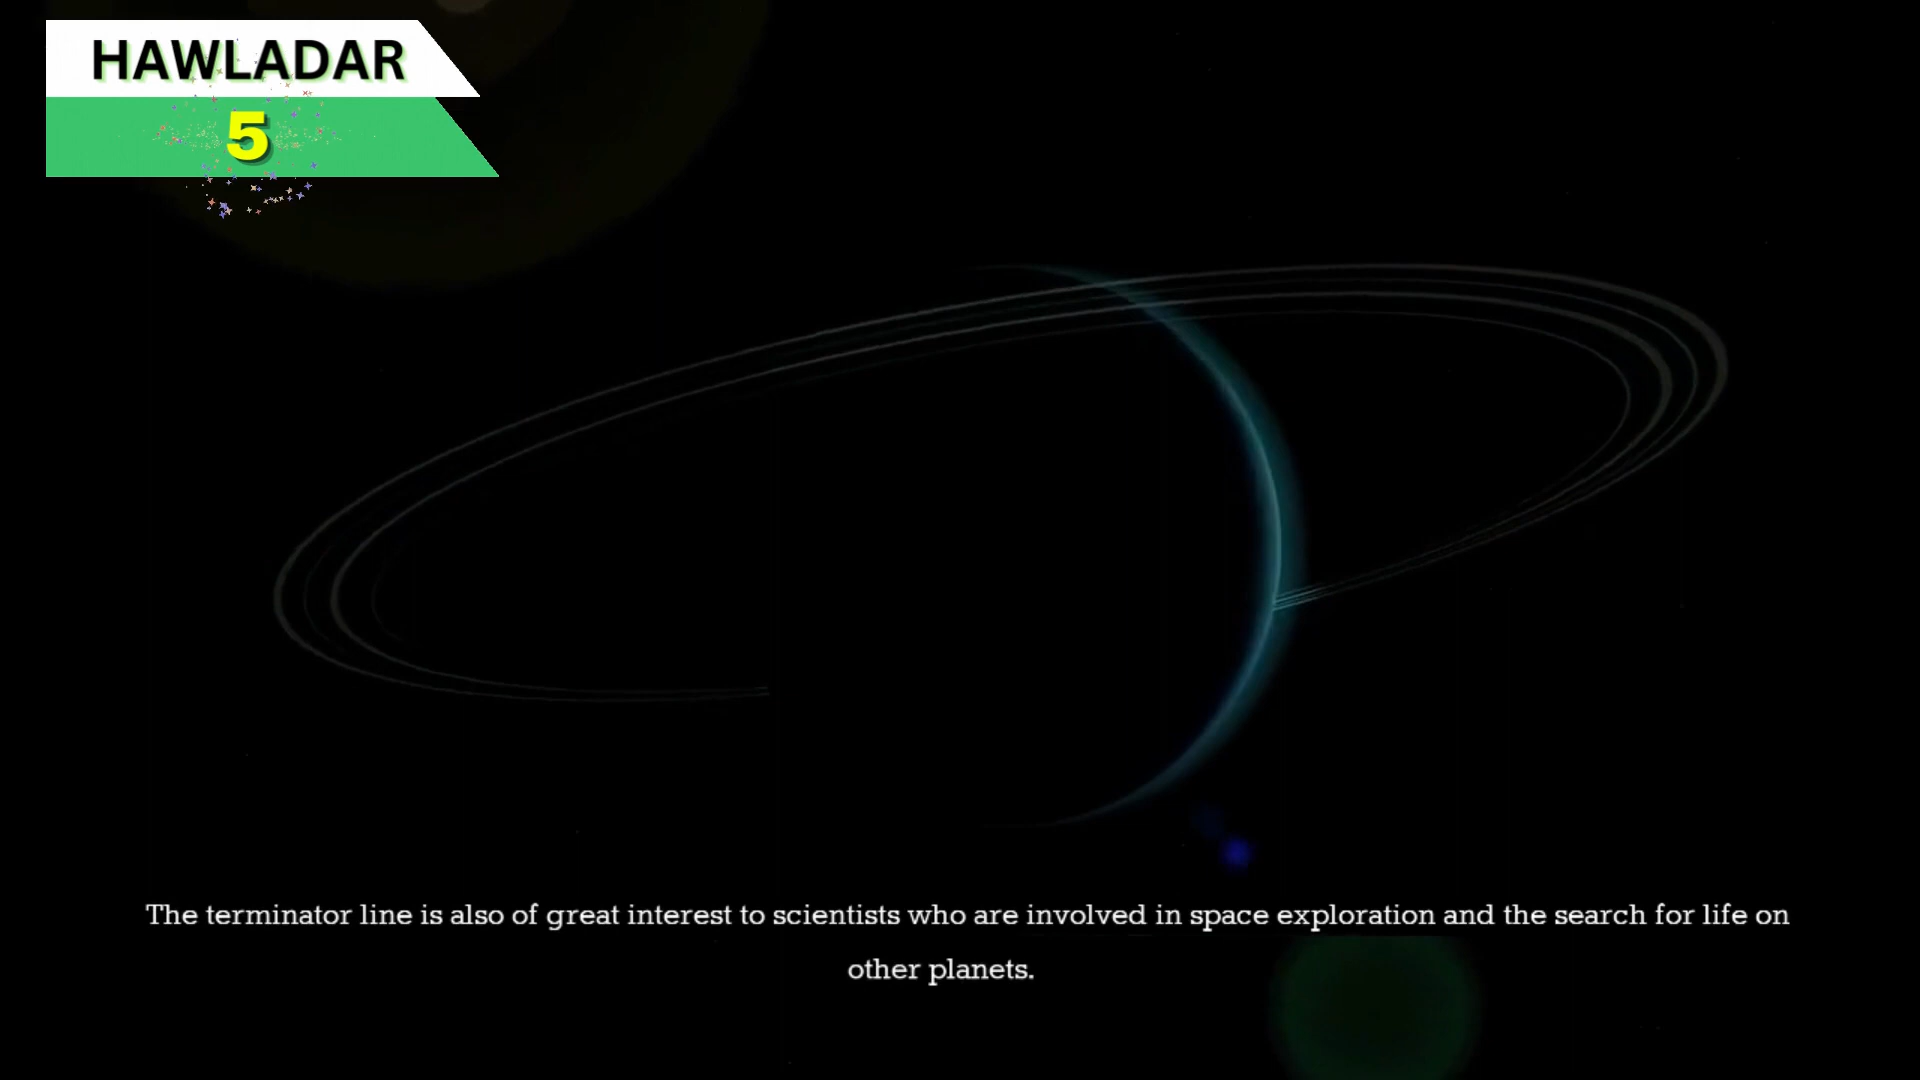 HAWLADAR
5
The terminator line is also of great interest to scientists who are involved in space exploration and the search for life on
other planets.